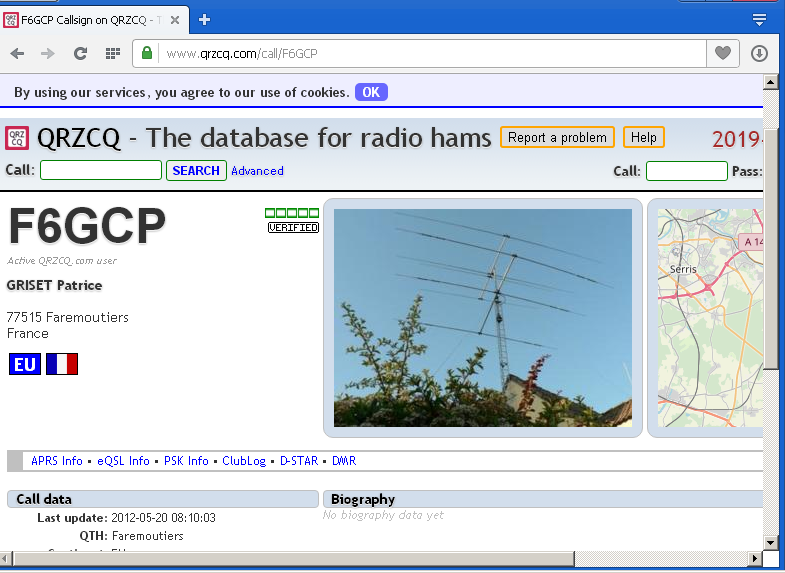 F6GCP Callsign on QRZCQ - T
www.qrzcq.com/call/F6GCP
By using our services, you agree to our use of cookies. OK
QRZ CQ QRZCQ - The database for radio hams Report a problem Help 2019-
Call: SEARCH Advanced Call: Pass:
F6GCP
VERIFIED
Active QRZCQ.com user
GRISET Patrice
77515 Faremoutiers
France
EU
A 14
Serris
APRS Info • eQSL Info • PSK Info • ClubLog • D-STAR • DMR
Call data Biography
Last update: 2012-05-20 08:10:03 No biography data yet
QTH: Faremoutiers